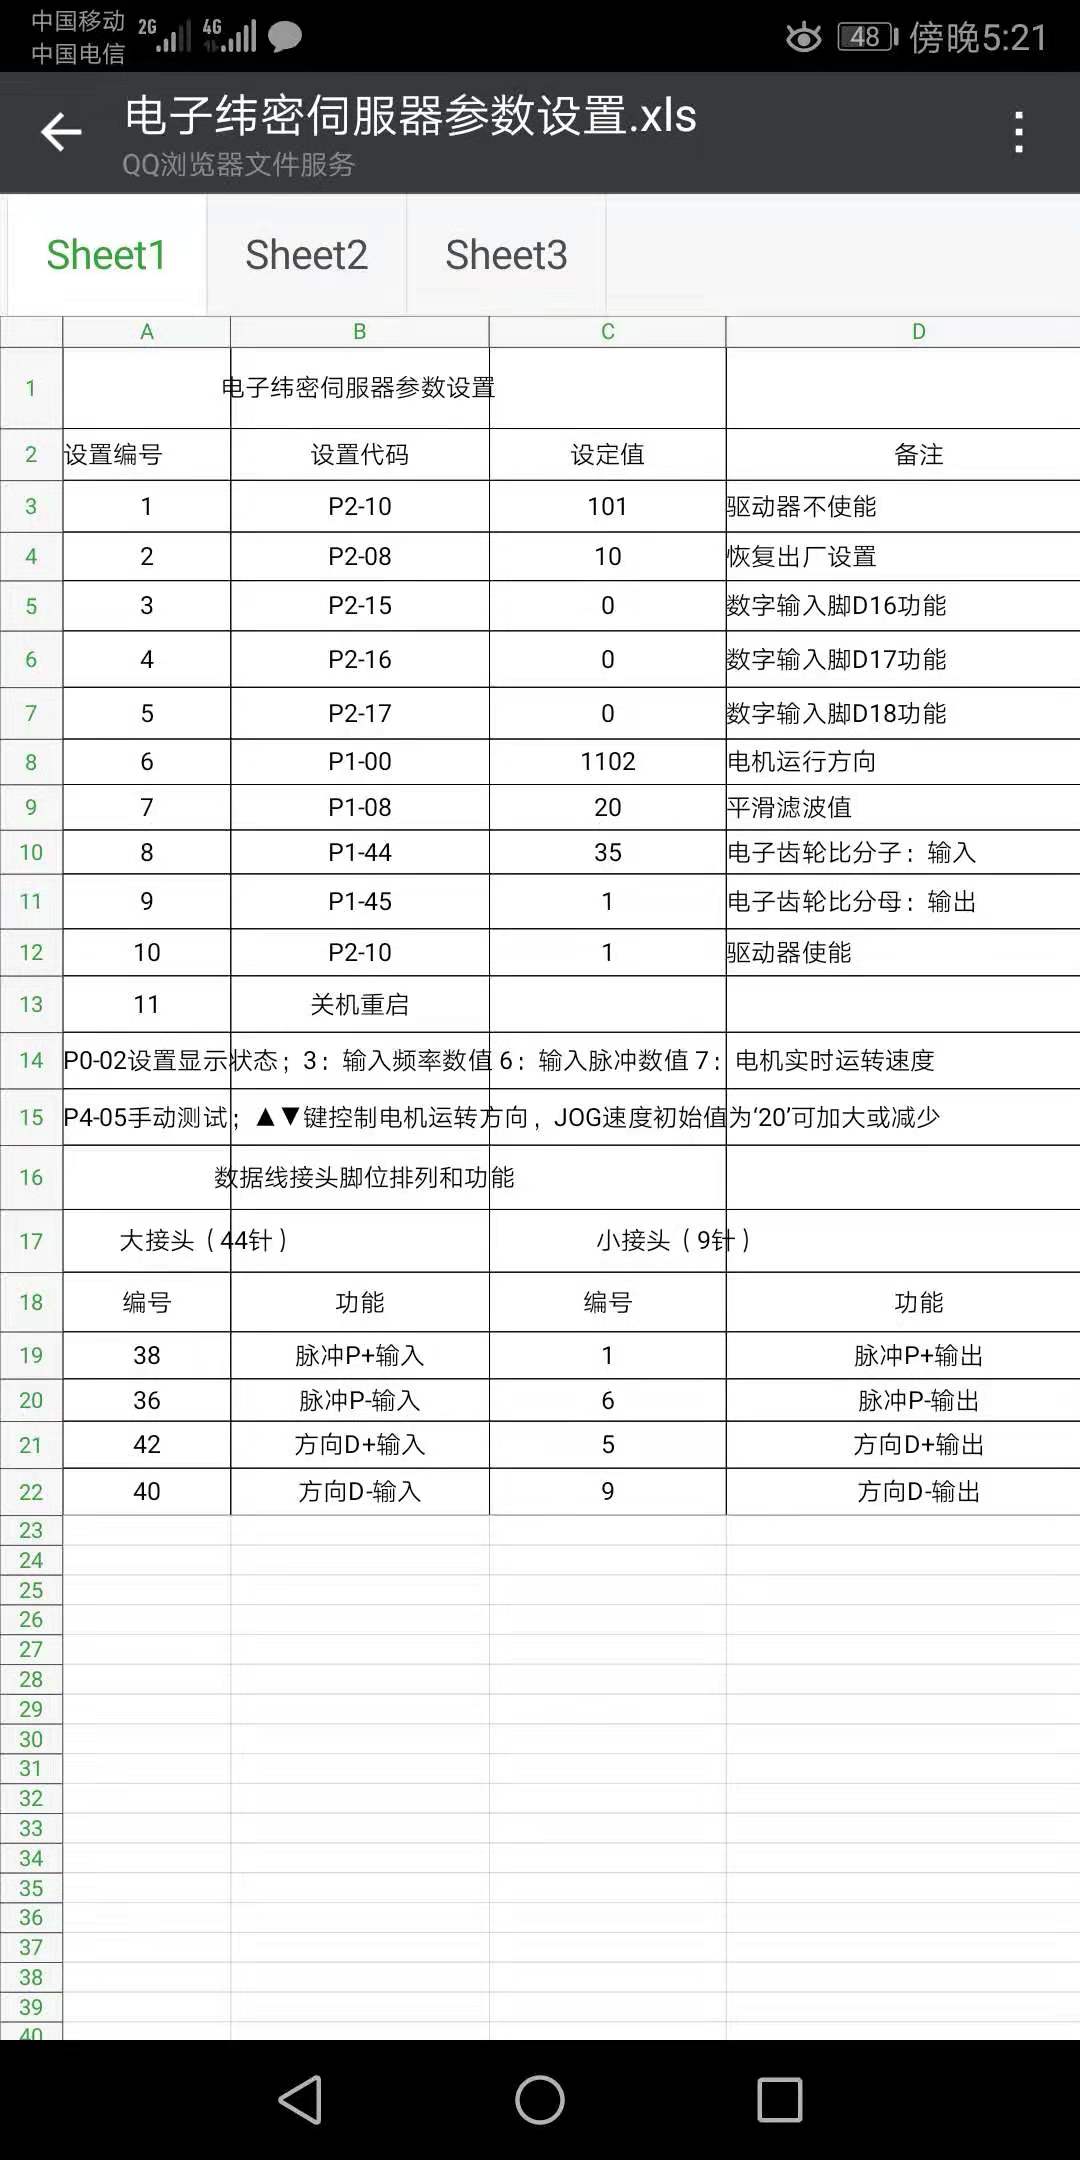 中国移动 2G 4G 48 傍晚5:21
中国电信
电子纬密伺服器参数设置.xls
QQ浏览器文件服务
Sheet1 Sheet2 Sheet3
A B C D
1 电子纬密伺服器参数设置
2 设置编号 设置代码 设定值 备注
3 1 P2-10 101 驱动器不使能
4 2 P2-08 10 恢复出厂设置
5 3 P2-15 0 数字输入脚D16功能
6 4 P2-16 0 数字输入脚D17功能
7 5 P2-17 0 数字输入脚D18功能
8 6 P1-00 1102 电机运行方向
9 7 P1-08 20 平滑滤波值
10 8 P1-44 35 电子齿轮比分子：输入
11 9 P1-45 1 电子齿轮比分母：输出
12 10 P2-10 1 驱动器使能
13 11 关机重启
14 P0-02设置显示状态；3：输入频率数值 6：输入脉冲数值 7：电机实时运转速度
15 P4-05手动测试；▲▼键控制电机运转方向，JOG速度初始值为‘20’可加大或减少
16 数据线接头脚位排列和功能
17 大接头（44针） 小接头（9针）
18 编号 功能 编号 功能
19 38 脉冲P+输入 1 脉冲P+输出
20 36 脉冲P-输入 6 脉冲P-输出
21 42 方向D+输入 5 方向D+输出
22 40 方向D-输入 9 方向D-输出
23
24
25
26
27
28
29
30
31
32
33
34
35
36
37
38
39
40